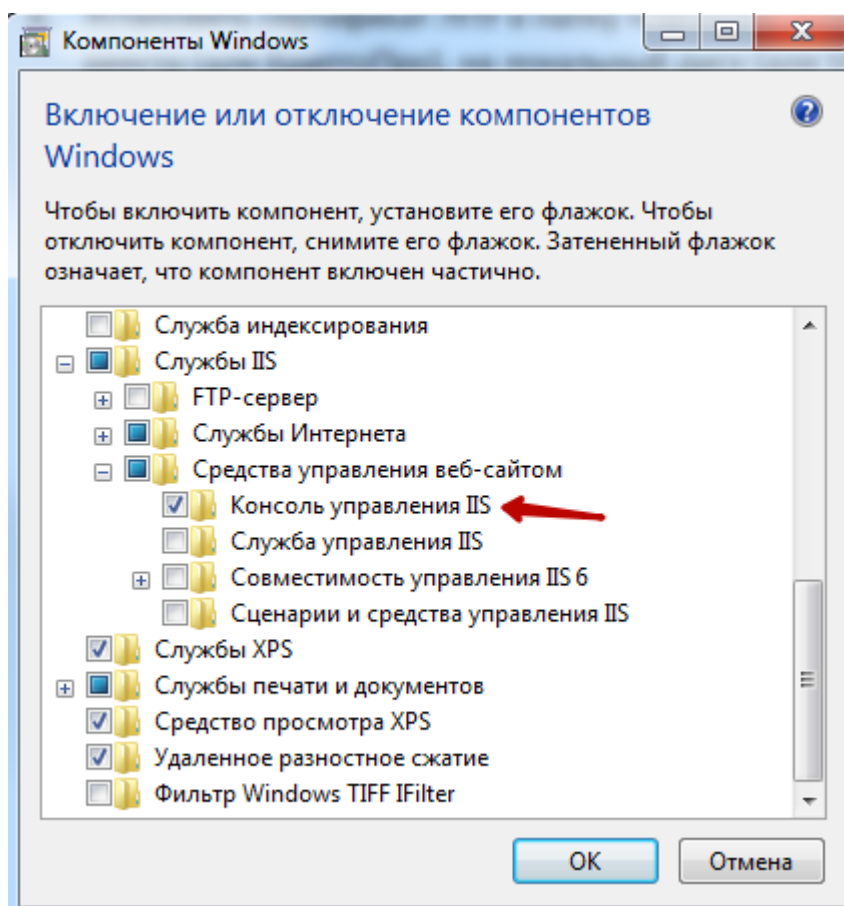 Компоненты Windows
Включение или отключение компонентов
Windows
Чтобы включить компонент, установите его флажок. Чтобы
отключить компонент, снимите его флажок. Затененный флажок
означает, что компонент включен частично.
Служба индексирования
Службы IIS
FTP-сервер
Службы Интернета
Средства управления веб-сайтом
Консоль управления IIS
Служба управления IIS
Совместимость управления IIS 6
Сценарии и средства управления IIS
Службы XPS
Службы печати и документов
Средство просмотра XPS
Удаленное разностное сжатие
Фильтр Windows TIFF IFilter
OK
Отмена